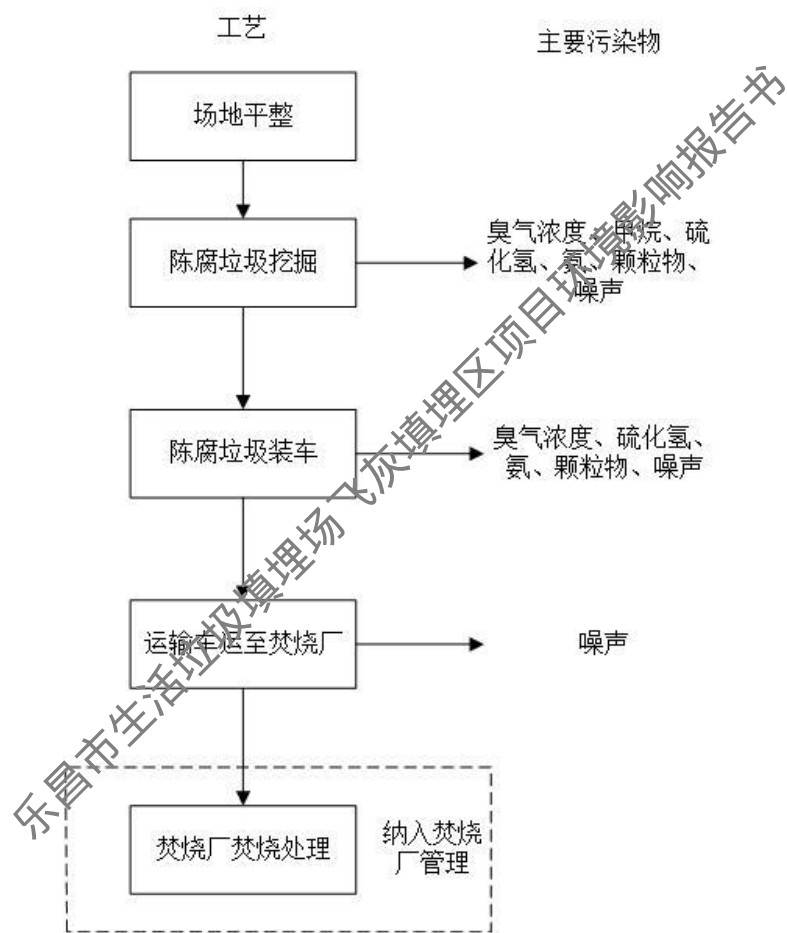 工艺
主要污染物
场地平整
陈腐垃圾挖掘
臭气浓度、甲烷、硫
化氢、氨、颗粒物、
噪声
陈腐垃圾装车
臭气浓度、硫化氢、
氨、颗粒物、噪声
运输车运至焚烧厂
噪声
焚烧厂焚烧处理
纳入焚烧
厂管理
乐昌市生活垃圾填埋场飞灰填埋区项目环境影响报告书